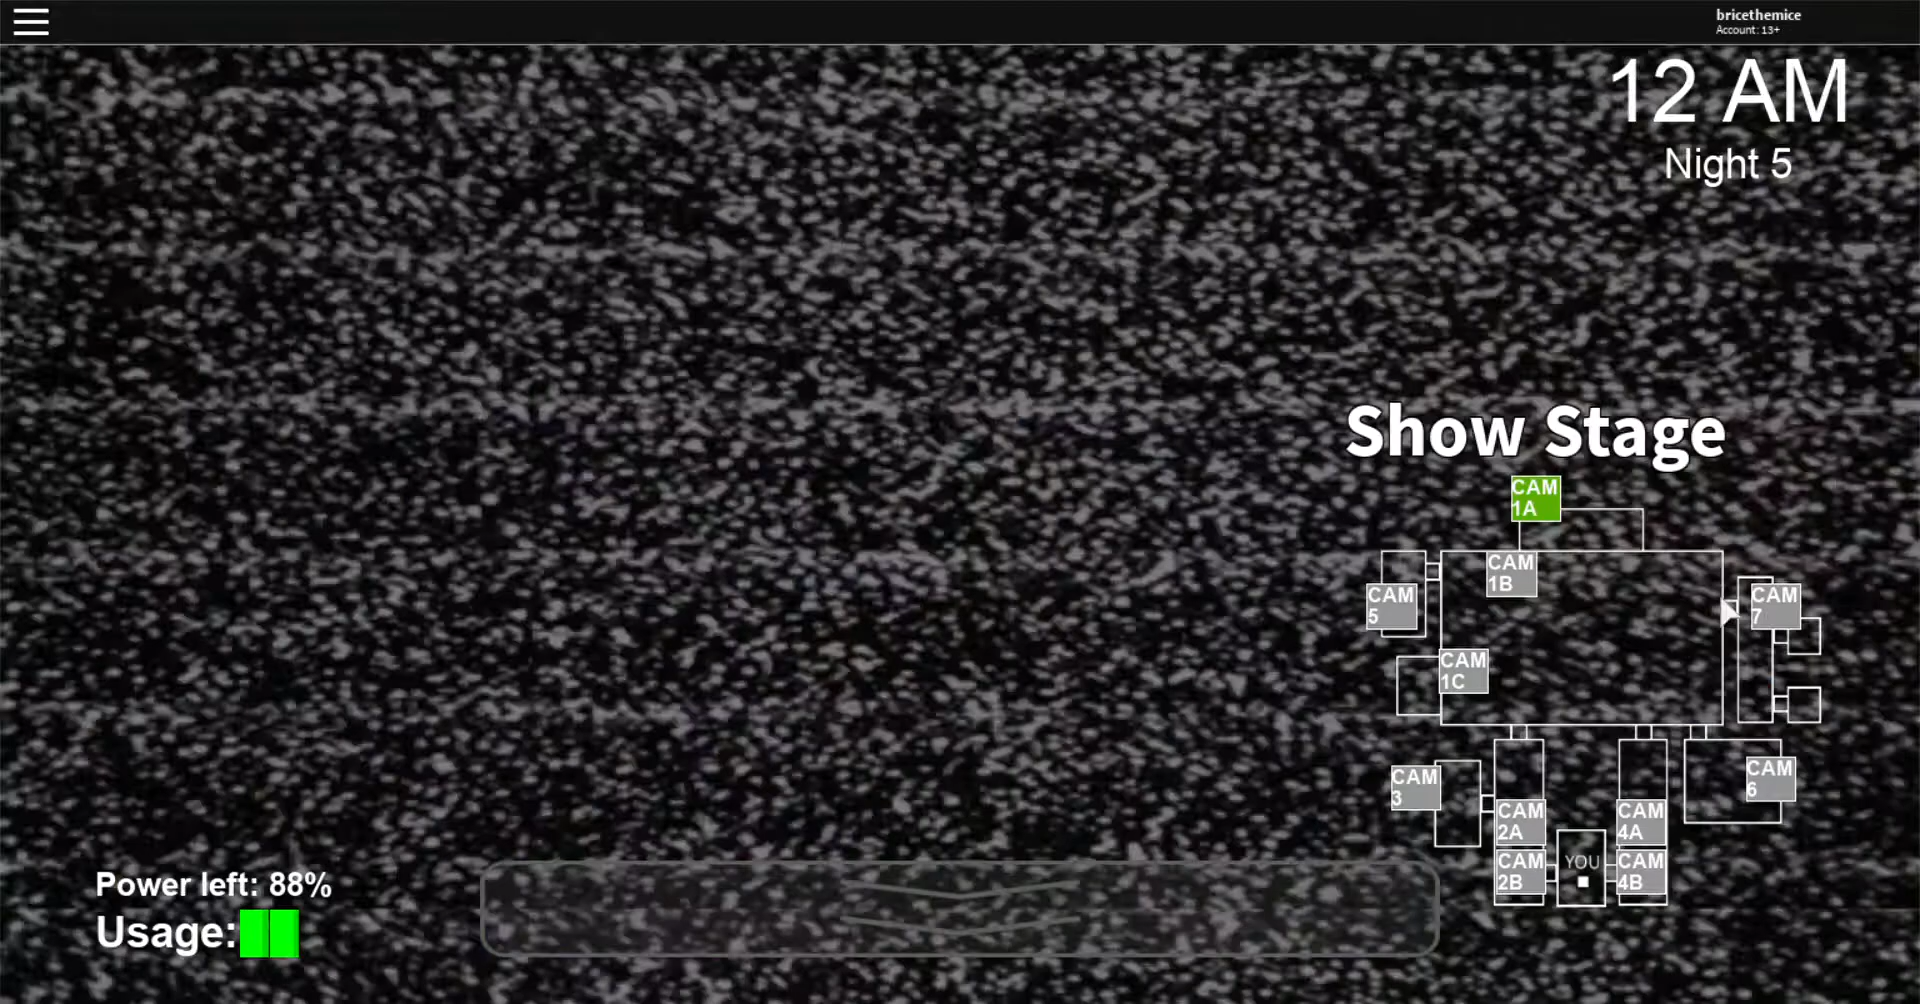 bricethemice
Account: 13+
12 AM
Night 5
Show Stage
CAM
1A
CAM
1B
CAM
5
CAM
7
CAM
1C
CAM
3
CAM
6
CAM
2A
CAM
4A
CAM
2B
YOU
CAM
4B
Power left: 88%
Usage: